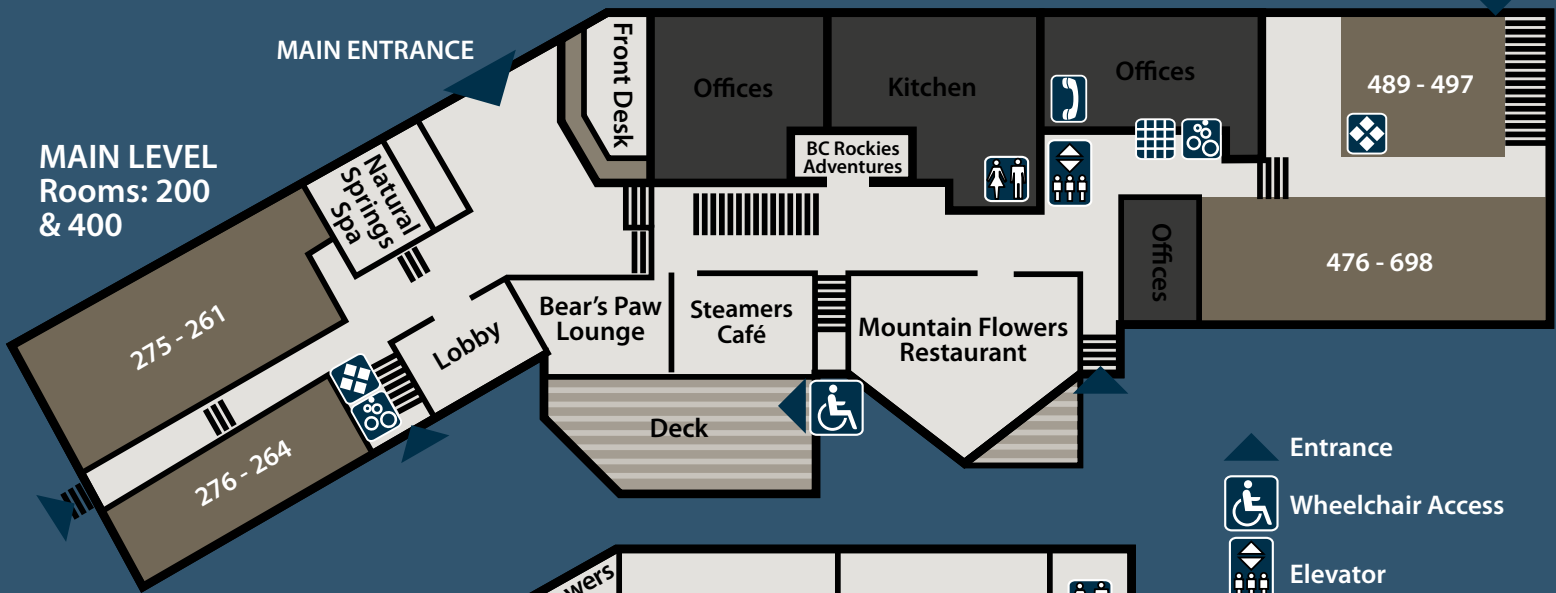 MAIN ENTRANCE
MAIN LEVEL
Rooms: 200
& 400
Front Desk
Offices
Kitchen
Offices
489 - 497
BC Rockies
Adventures
Natural
Springs
Spa
Offices
476 - 698
275 - 261
Lobby
Bear's Paw
Lounge
Steamers
Café
Mountain Flowers
Restaurant
Deck
276 - 264
Entrance
Wheelchair Access
Elevator